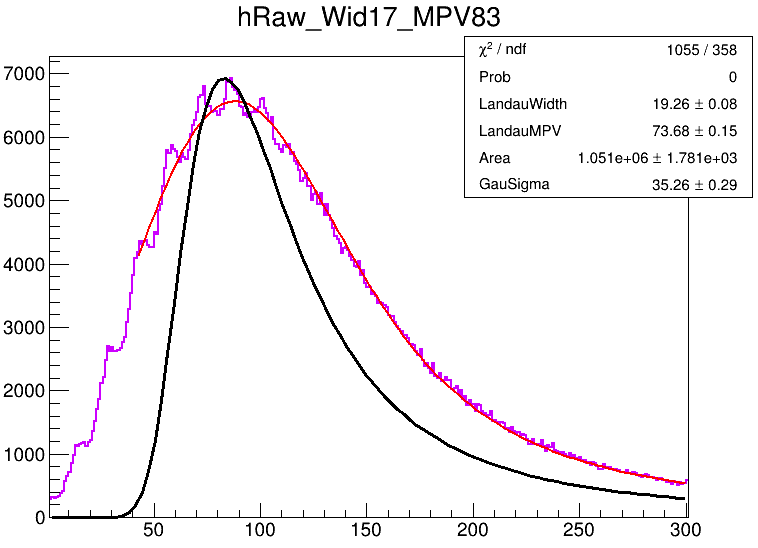 hRaw_Wid17_MPV83
χ² / ndf 1055 / 358
Prob 0
LandauWidth 19.26 ± 0.08
LandauMPV 73.68 ± 0.15
Area 1.051e+06 ± 1.781e+03
GauSigma 35.26 ± 0.29
7000
6000
5000
4000
3000
2000
1000
0
50 100 150 200 250 300